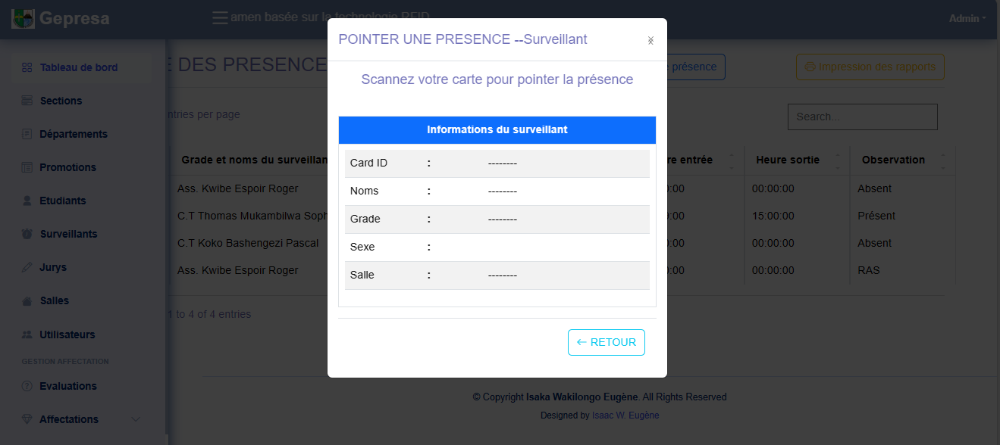 Gepresa
amen basée sur la technologie RFID
Admin
POINTER UNE PRESENCE --Surveillant
Scannez votre carte pour pointer la présence
Informations du surveillant
Card ID : --------
Noms : --------
Grade : --------
Sexe :
Salle : --------
RETOUR
Tableau de bord
Sections
Départements
Promotions
Etudiants
Surveillants
Jurys
Salles
Utilisateurs
GESTION AFFECTATION
Evaluations
Affectations
DES PRESENCE
présence
Impression des rapports
ntries per page
Search...
Grade et noms du surveillan re entrée Heure sortie Observation
Ass. Kwibe Espoir Roger :00 00:00:00 Absent
C.T Thomas Mukambilwa Soph :00 15:00:00 Présent
C.T Koko Bashengezi Pascal :00 00:00:00 Absent
Ass. Kwibe Espoir Roger :00 00:00:00 RAS
1 to 4 of 4 entries
© Copyright Isaka Wakilongo Eugène. All Rights Reserved
Designed by Isaac W. Eugène